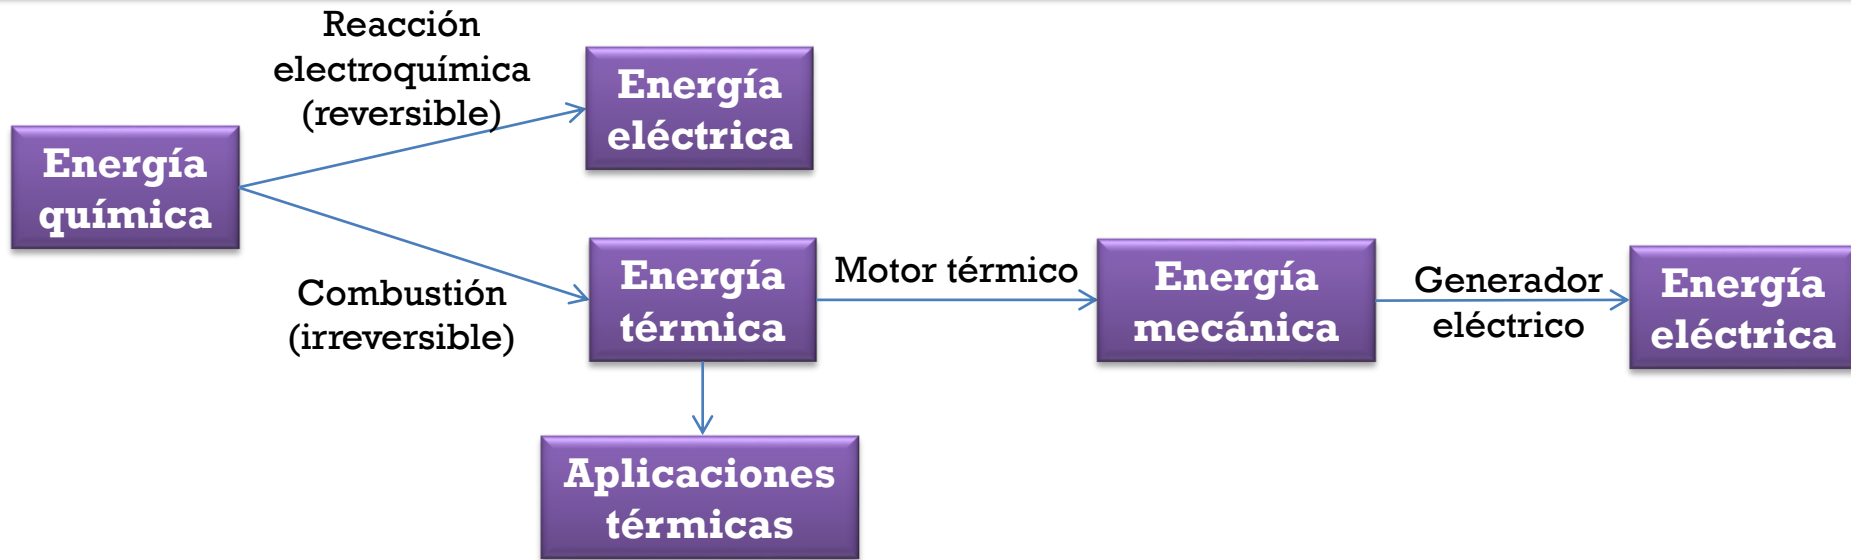 Reacción
electroquímica
(reversible)
Energía
eléctrica
Energía
química
Combustión
(irreversible)
Energía
térmica
Motor térmico
Energía
mecánica
Generador
eléctrico
Energía
eléctrica
Aplicaciones
térmicas